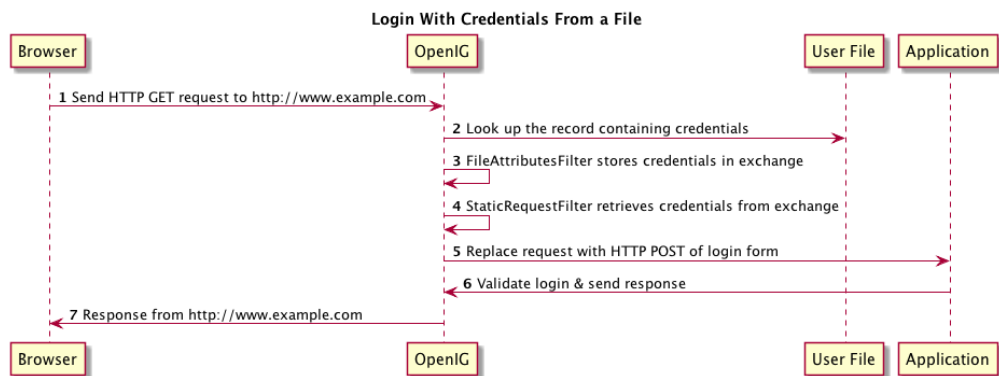 Login With Credentials From a File
Browser
OpenIG
User File
Application
1 Send HTTP GET request to http://www.example.com
2 Look up the record containing credentials
3 FileAttributesFilter stores credentials in exchange
4 StaticRequestFilter retrieves credentials from exchange
5 Replace request with HTTP POST of login form
6 Validate login & send response
7 Response from http://www.example.com
Browser
OpenIG
User File
Application